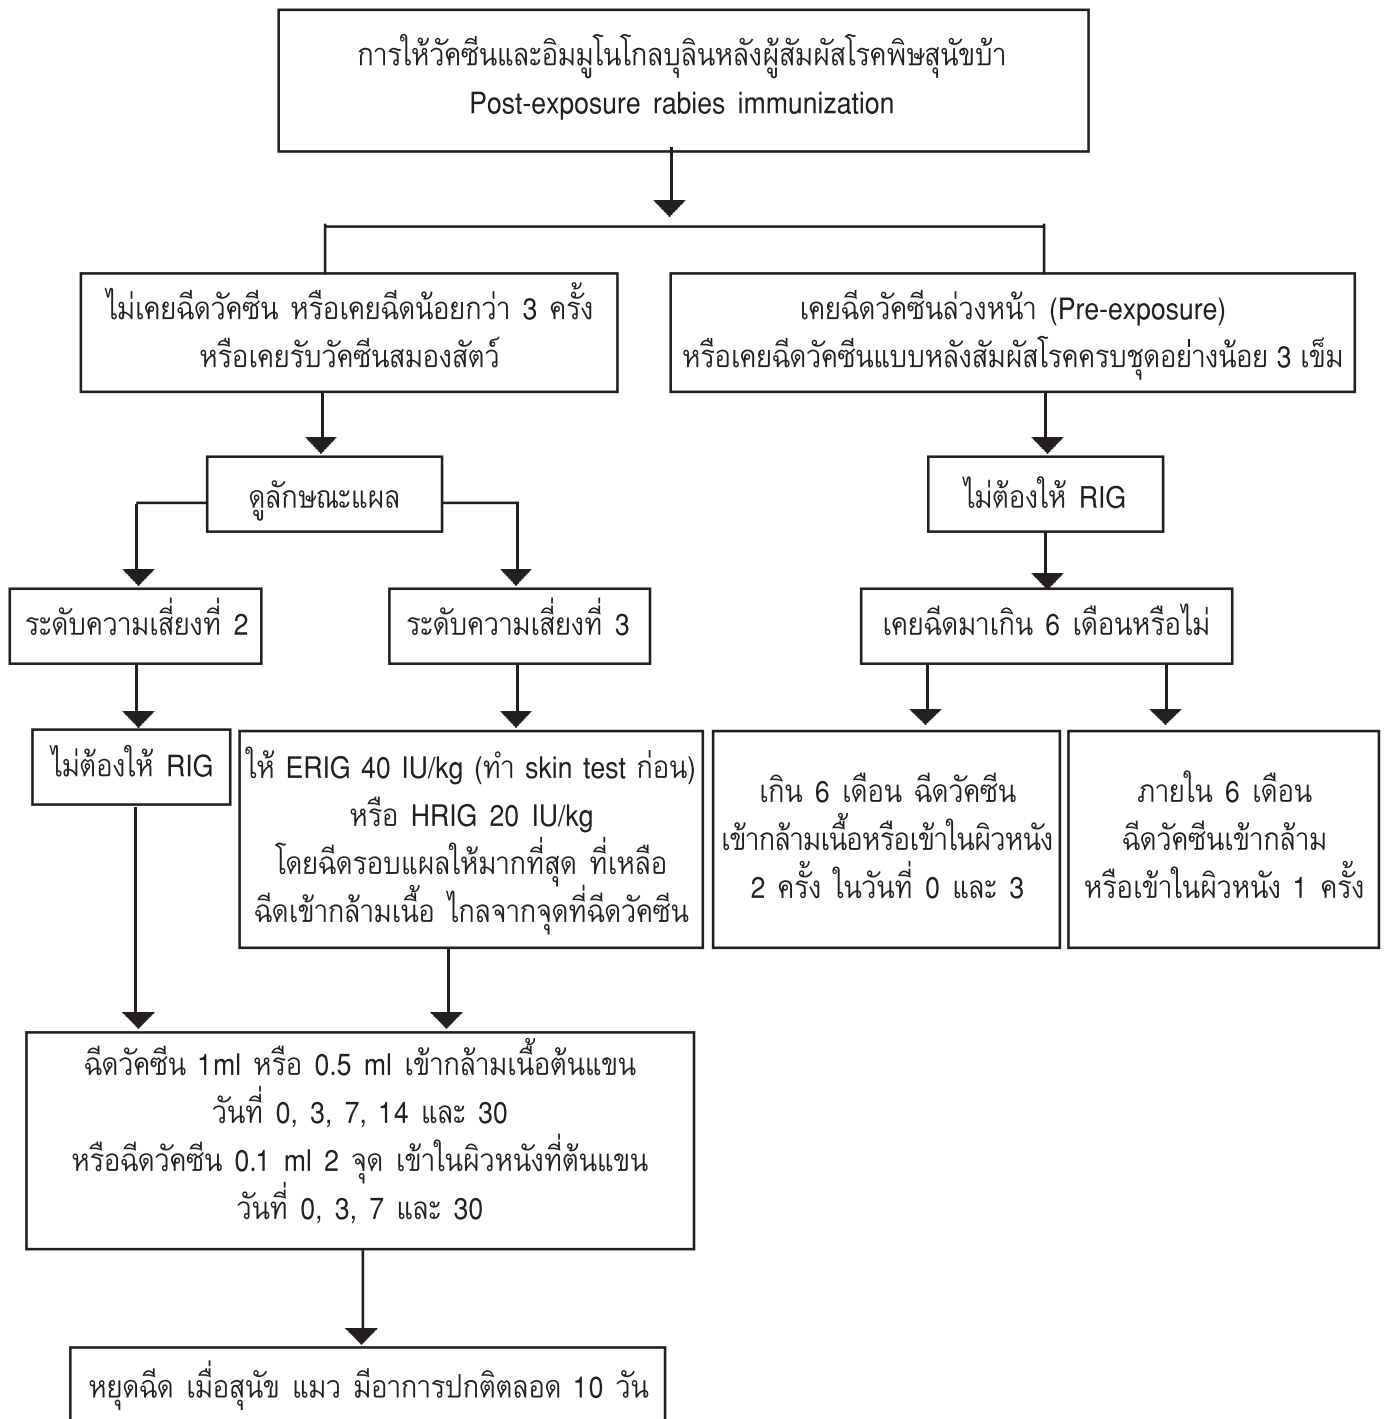 การให้วัคซีนและอิมมูโนโกลบุลินหลังผู้สัมผัสโรคพิษสุนัขบ้า
Post-exposure rabies immunization
ไม่เคยฉีดวัคซีน หรือเคยฉีดน้อยกว่า 3 ครั้ง
หรือเคยรับวัคซีนสมองสัตว์
เคยฉีดวัคซีนล่วงหน้า (Pre-exposure)
หรือเคยฉีดวัคซีนแบบหลังสัมผัสโรคครบชุดอย่างน้อย 3 เข็ม
ดูลักษณะแผล
ไม่ต้องให้ RIG
ระดับความเสี่ยงที่ 2
ระดับความเสี่ยงที่ 3
เคยฉีดมาเกิน 6 เดือนหรือไม่
ไม่ต้องให้ RIG
ให้ ERIG 40 IU/kg (ทำ skin test ก่อน)
หรือ HRIG 20 IU/kg
โดยฉีดรอบแผลให้มากที่สุด ที่เหลือ
ฉีดเข้ากล้ามเนื้อ ไกลจากจุดที่ฉีดวัคซีน
เกิน 6 เดือน ฉีดวัคซีน
เข้ากล้ามเนื้อหรือเข้าในผิวหนัง
2 ครั้ง ในวันที่ 0 และ 3
ภายใน 6 เดือน
ฉีดวัคซีนเข้ากล้าม
หรือเข้าในผิวหนัง 1 ครั้ง
ฉีดวัคซีน 1ml หรือ 0.5 ml เข้ากล้ามเนื้อต้นแขน
วันที่ 0, 3, 7, 14 และ 30
หรือฉีดวัคซีน 0.1 ml 2 จุด เข้าในผิวหนังที่ต้นแขน
วันที่ 0, 3, 7 และ 30
หยุดฉีด เมื่อสุนัข แมว มีอาการปกติตลอด 10 วัน